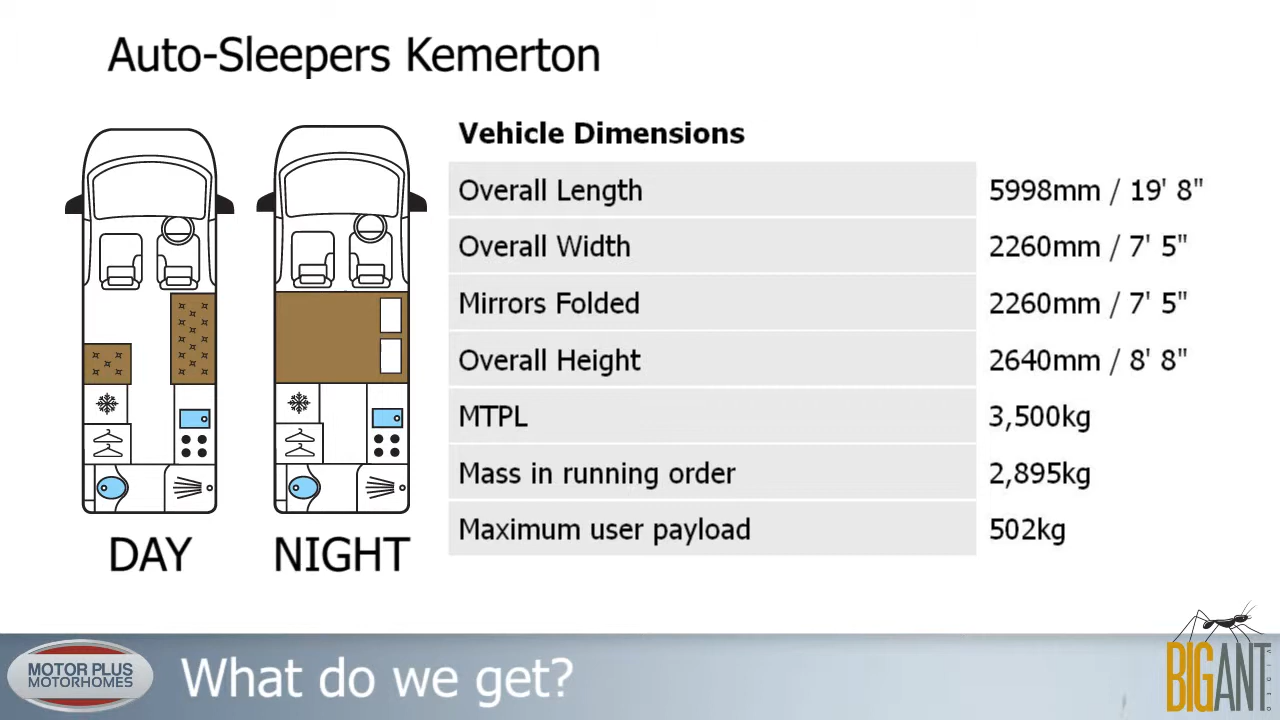 Auto-Sleepers Kemerton
Vehicle Dimensions
Overall Length 5998mm / 19' 8"
Overall Width 2260mm / 7' 5"
Mirrors Folded 2260mm / 7' 5"
Overall Height 2640mm / 8' 8"
MTPL 3,500kg
Mass in running order 2,895kg
Maximum user payload 502kg
DAY NIGHT
MOTOR PLUS
MOTORHOMES
What do we get?
BIGANT